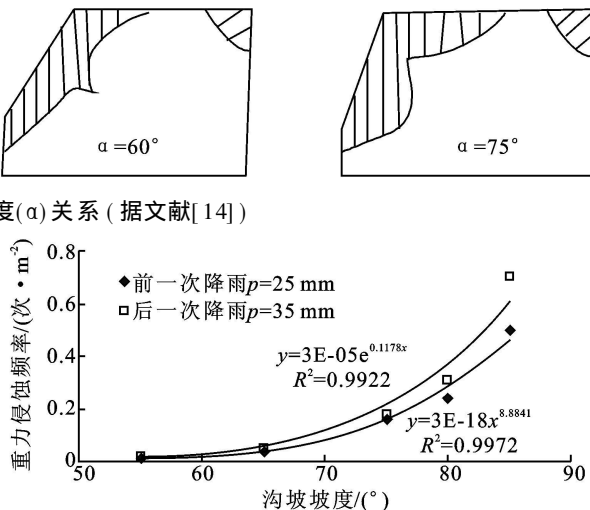 α=60° α=75°
度(α)关系(据文献[14])
重力侵蚀频率/(次·m⁻²)
0.8
◆前一次降雨p=25 mm
0.6
□后一次降雨p=35 mm
0.4
y=3E-05e^0.1178x
R²=0.9922
0.2
y=3E-18x^8.8841
R²=0.9972
0
50 60 70 80 90
沟坡坡度/(°)